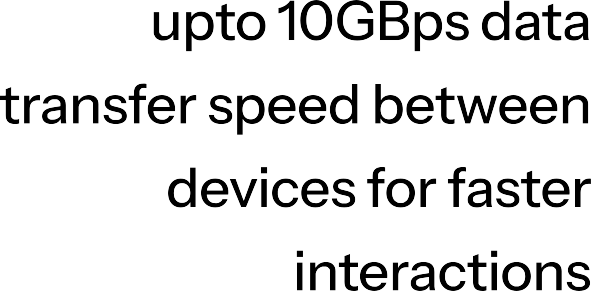 upto 10GBps data
transfer speed between
devices for faster
interactions